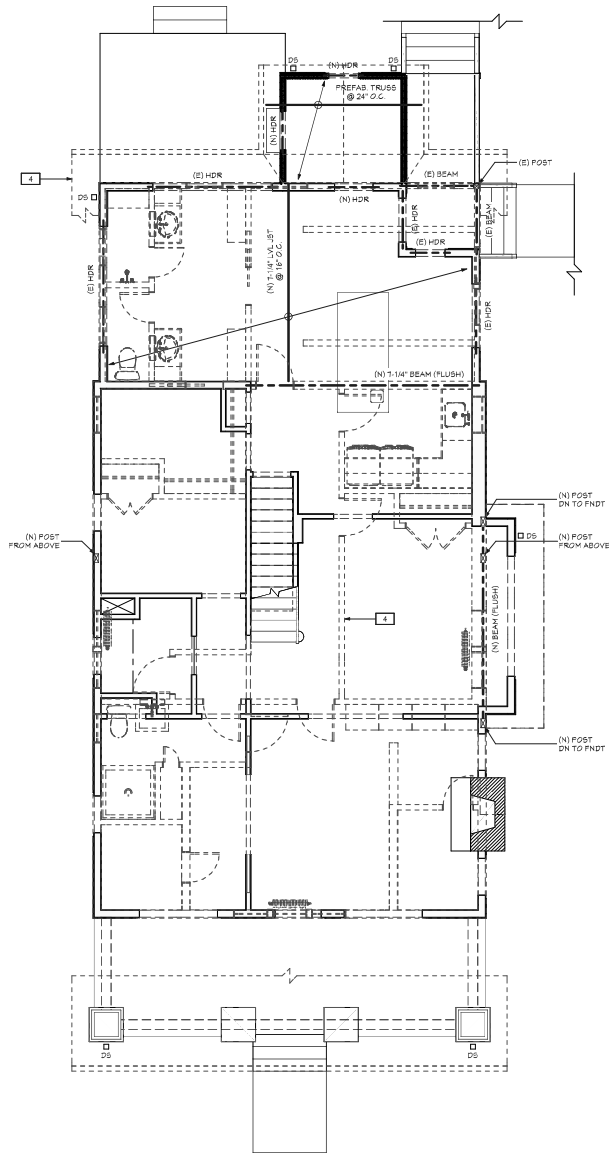 DS
(N) HDR
DS
PREFAB. TRUSS
@ 24" O.C.
(N) HDR
(E) POST
(E) HDR
(E) BEAM
4
DS
(N) HDR
(E) HDR
(E) BEAM
(E) HDR
(N) 7-1/4" LVL JST
@ 16" O.C.
(E) HDR
(E) HDR
(N) 7-1/4" BEAM (FLUSH)
(N) POST
DN TO FNDT
(N) POST
FROM ABOVE
DS
(N) POST
FROM ABOVE
(N) BEAM (FLUSH)
4
(N) POST
DN TO FNDT
DS
DS